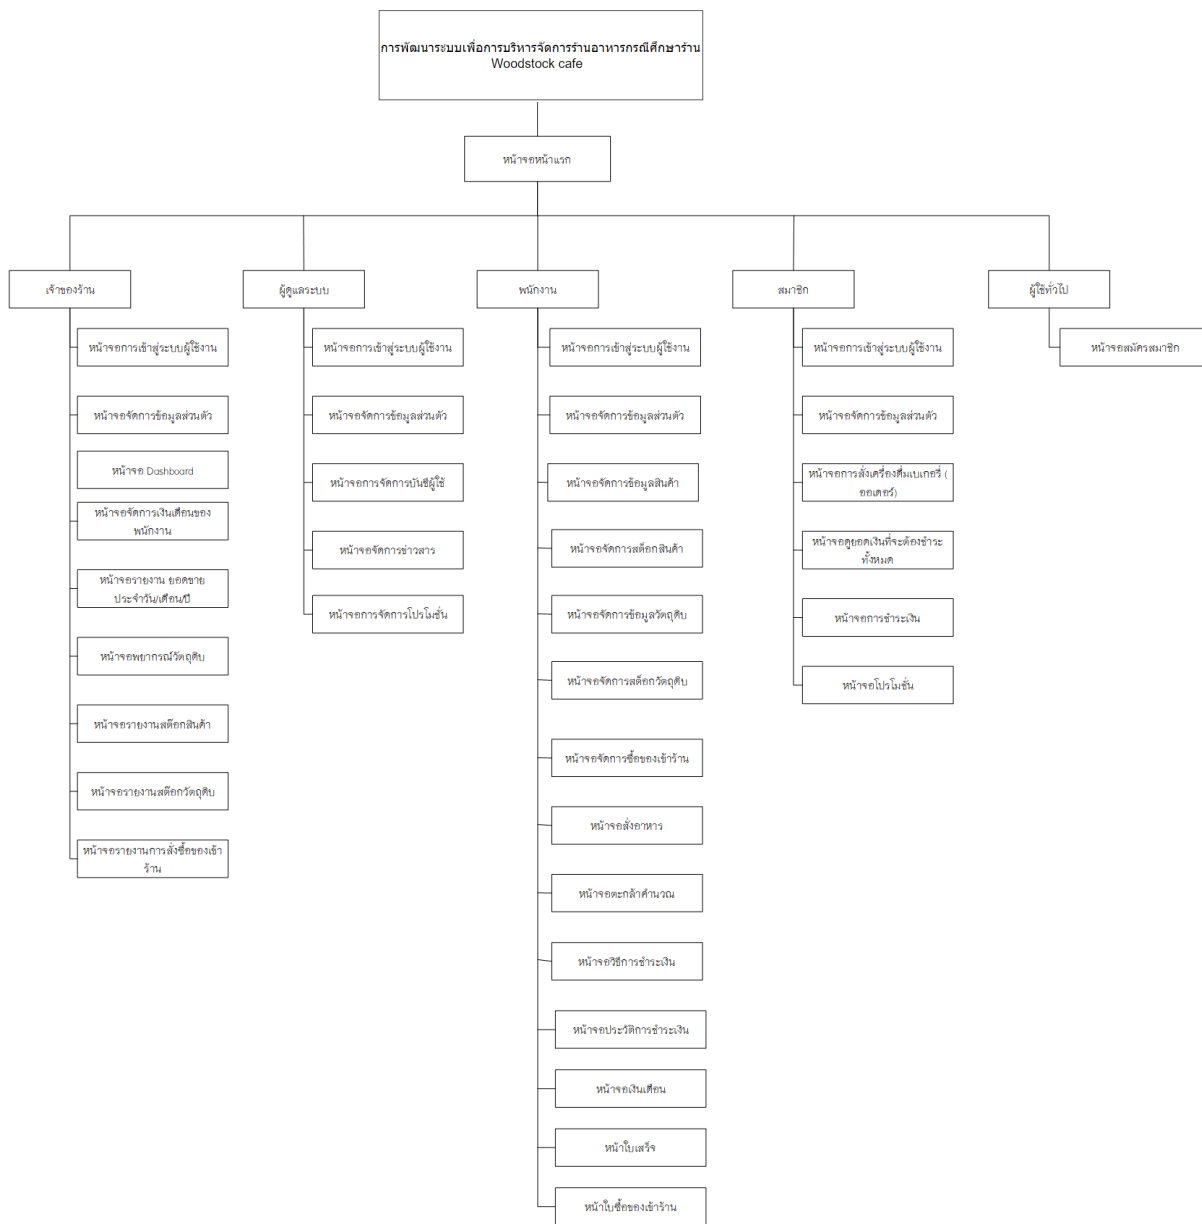 การพัฒนาระบบเพื่อการบริหารจัดการร้านอาหารกรณีศึกษาร้าน
Woodstock cafe
หน้าจอหน้าแรก
เจ้าของร้าน
หน้าจอการเข้าสู่ระบบผู้ใช้งาน
หน้าจอจัดการข้อมูลส่วนตัว
หน้าจอ Dashboard
หน้าจอจัดการเงินเดือนของ
พนักงาน
หน้าจอรายงาน ยอดขาย
ประจำวัน/เดือน/ปี
หน้าจอพยากรณ์วัตถุดิบ
หน้าจอรายงานสต๊อกสินค้า
หน้าจอรายงานสต๊อกวัตถุดิบ
หน้าจอรายงานการสั่งซื้อของเข้า
ร้าน
ผู้ดูแลระบบ
หน้าจอการเข้าสู่ระบบผู้ใช้งาน
หน้าจอจัดการข้อมูลส่วนตัว
หน้าจอการจัดการบัญชีผู้ใช้
หน้าจอจัดการข่าวสาร
หน้าจอการจัดการโปรโมชั่น
พนักงาน
หน้าจอการเข้าสู่ระบบผู้ใช้งาน
หน้าจอจัดการข้อมูลส่วนตัว
หน้าจอจัดการข้อมูลสินค้า
หน้าจอจัดการสต็อกสินค้า
หน้าจอจัดการข้อมูลวัตถุดิบ
หน้าจอจัดการสต็อกวัตถุดิบ
หน้าจอจัดการซื้อของเข้าร้าน
หน้าจอสั่งอาหาร
หน้าจอตะกล้าคำนวณ
หน้าจอวิธีการชำระเงิน
หน้าจอประวัติการชำระเงิน
หน้าจอเงินเดือน
หน้าใบเสร็จ
หน้าใบซื้อของเข้าร้าน
สมาชิก
หน้าจอการเข้าสู่ระบบผู้ใช้งาน
หน้าจอจัดการข้อมูลส่วนตัว
หน้าจอการสั่งเครื่องดื่มเบเกอรี่ (
ออเดอร์)
หน้าจอดูยอดเงินที่จะต้องชำระ
ทั้งหมด
หน้าจอการชำระเงิน
หน้าจอโปรโมชั่น
ผู้ใช้ทั่วไป
หน้าจอสมัครสมาชิก